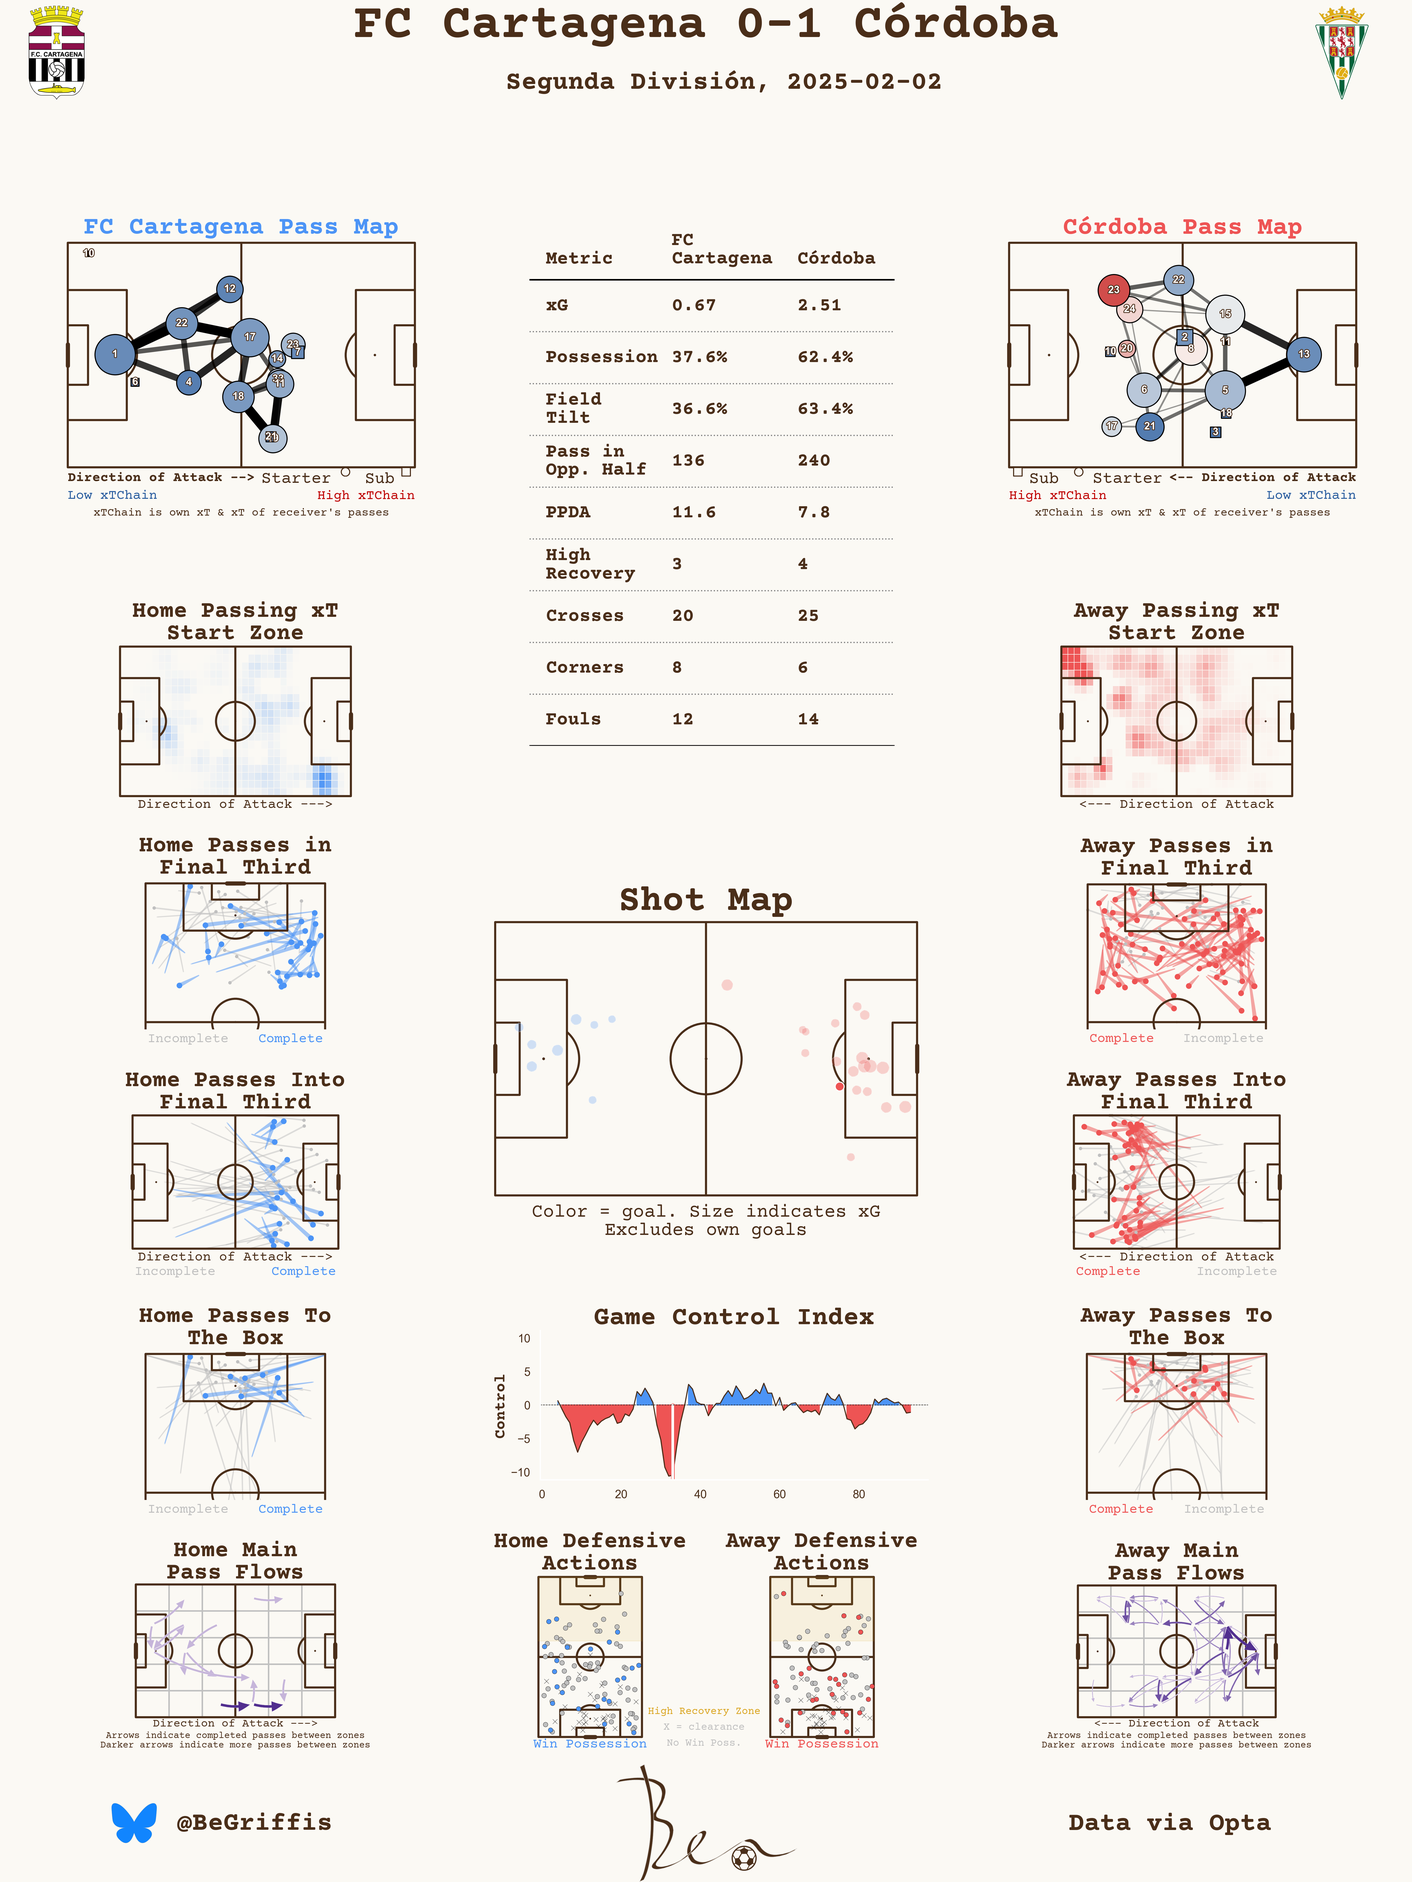 FC Cartagena 0-1 Córdoba
Segunda División, 2025-02-02
F.C. CARTAGENA
FC Cartagena Pass Map
10
12
22
17
1
23
7
14
6
4
11
18
21
Direction of Attack --> Starter Sub
Low xTChain High xTChain
xTChain is own xT & xT of receiver's passes
Metric FC Cartagena Córdoba
xG 0.67 2.51
Possession 37.6% 62.4%
Field Tilt 36.6% 63.4%
Pass in Opp. Half 136 240
PPDA 11.6 7.8
High Recovery 3 4
Crosses 20 25
Corners 8 6
Fouls 12 14
Córdoba Pass Map
22
23
24
15
2
8
11
10
20
13
6
5
18
17
21
3
Sub Starter <-- Direction of Attack
High xTChain Low xTChain
xTChain is own xT & xT of receiver's passes
Home Passing xT
Start Zone
Direction of Attack --->
Away Passing xT
Start Zone
<--- Direction of Attack
Home Passes in
Final Third
Incomplete Complete
Away Passes in
Final Third
Complete Incomplete
Shot Map
Color = goal. Size indicates xG
Excludes own goals
Home Passes Into
Final Third
Direction of Attack --->
Incomplete Complete
Away Passes Into
Final Third
<--- Direction of Attack
Complete Incomplete
Home Passes To
The Box
Incomplete Complete
Game Control Index
Control
10
5
0
−5
−10
0 20 40 60 80
Away Passes To
The Box
Complete Incomplete
Home Main
Pass Flows
Direction of Attack --->
Arrows indicate completed passes between zones
Darker arrows indicate more passes between zones
Home Defensive
Actions
Win Possession
Away Defensive
Actions
Win Possession
High Recovery Zone
X = clearance
No Win Poss.
Away Main
Pass Flows
<--- Direction of Attack
Arrows indicate completed passes between zones
Darker arrows indicate more passes between zones
@BeGriffis
Ben
Data via Opta